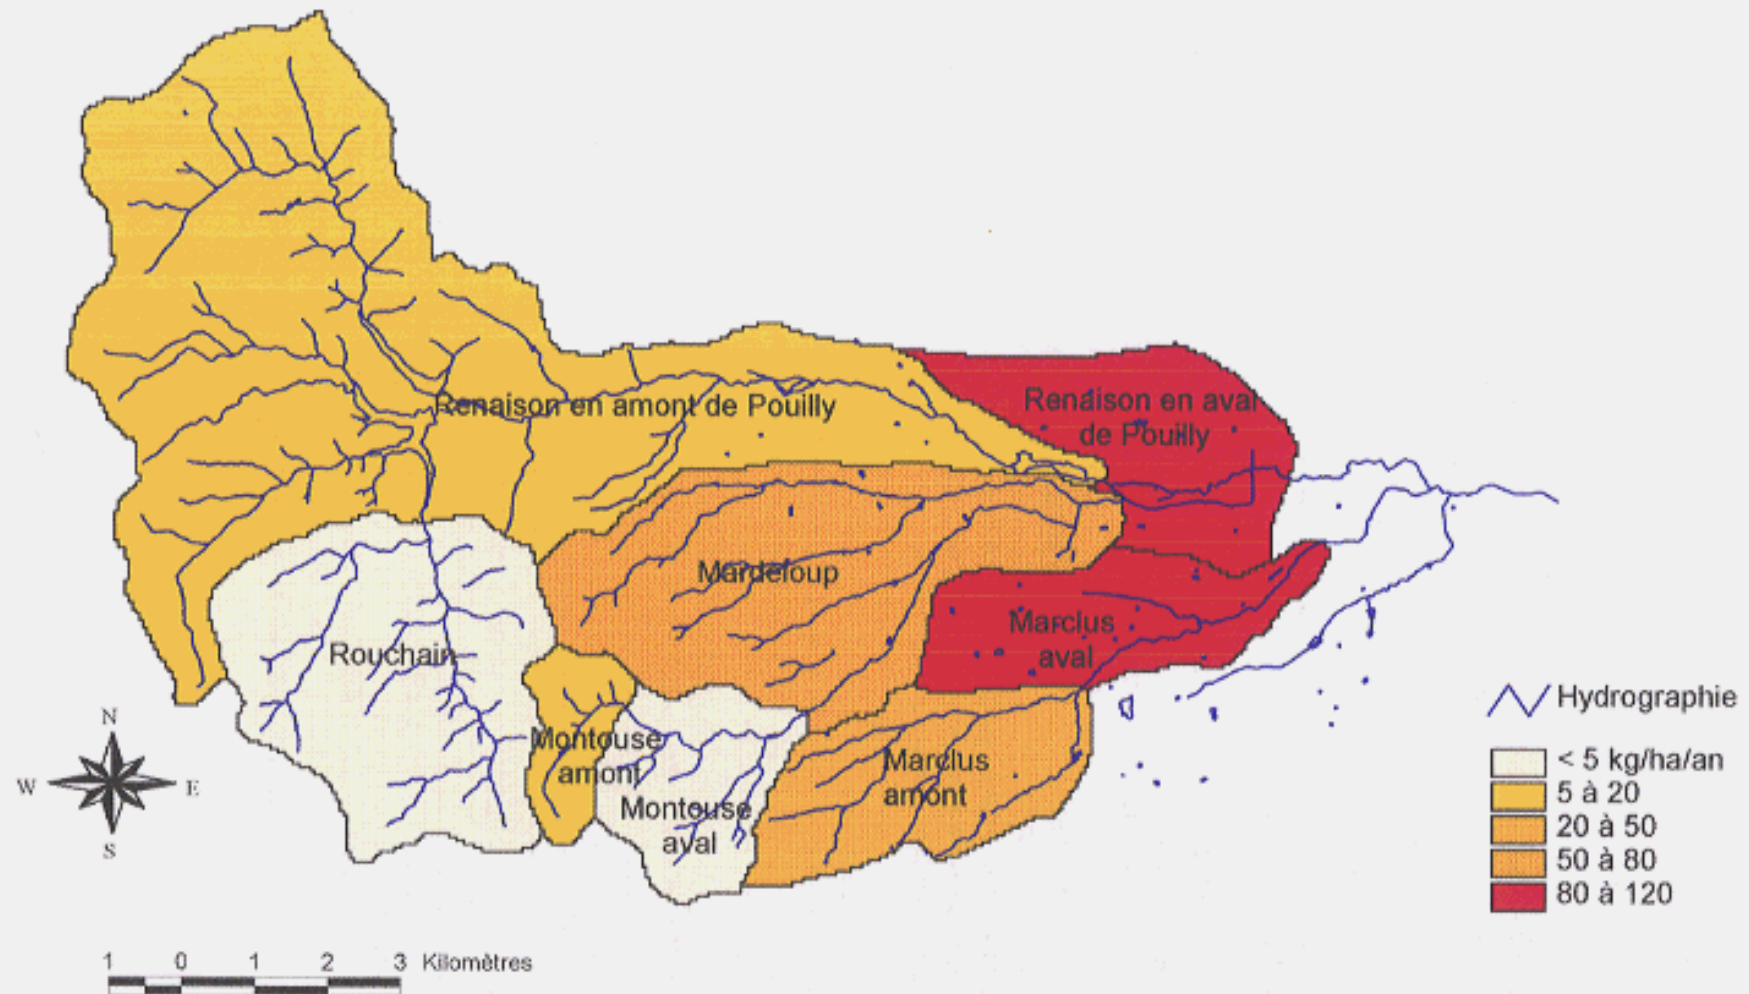 Renaison en amont de Pouilly
Renaison en aval
de Pouilly
Mardeloup
Marclus
aval
Rouchain
Montouse
amont
Montouse
aval
Marclus
amont
N
W
E
S
Hydrographie
< 5 kg/ha/an
5 à 20
20 à 50
50 à 80
80 à 120
1 0 1 2 3 Kilomètres